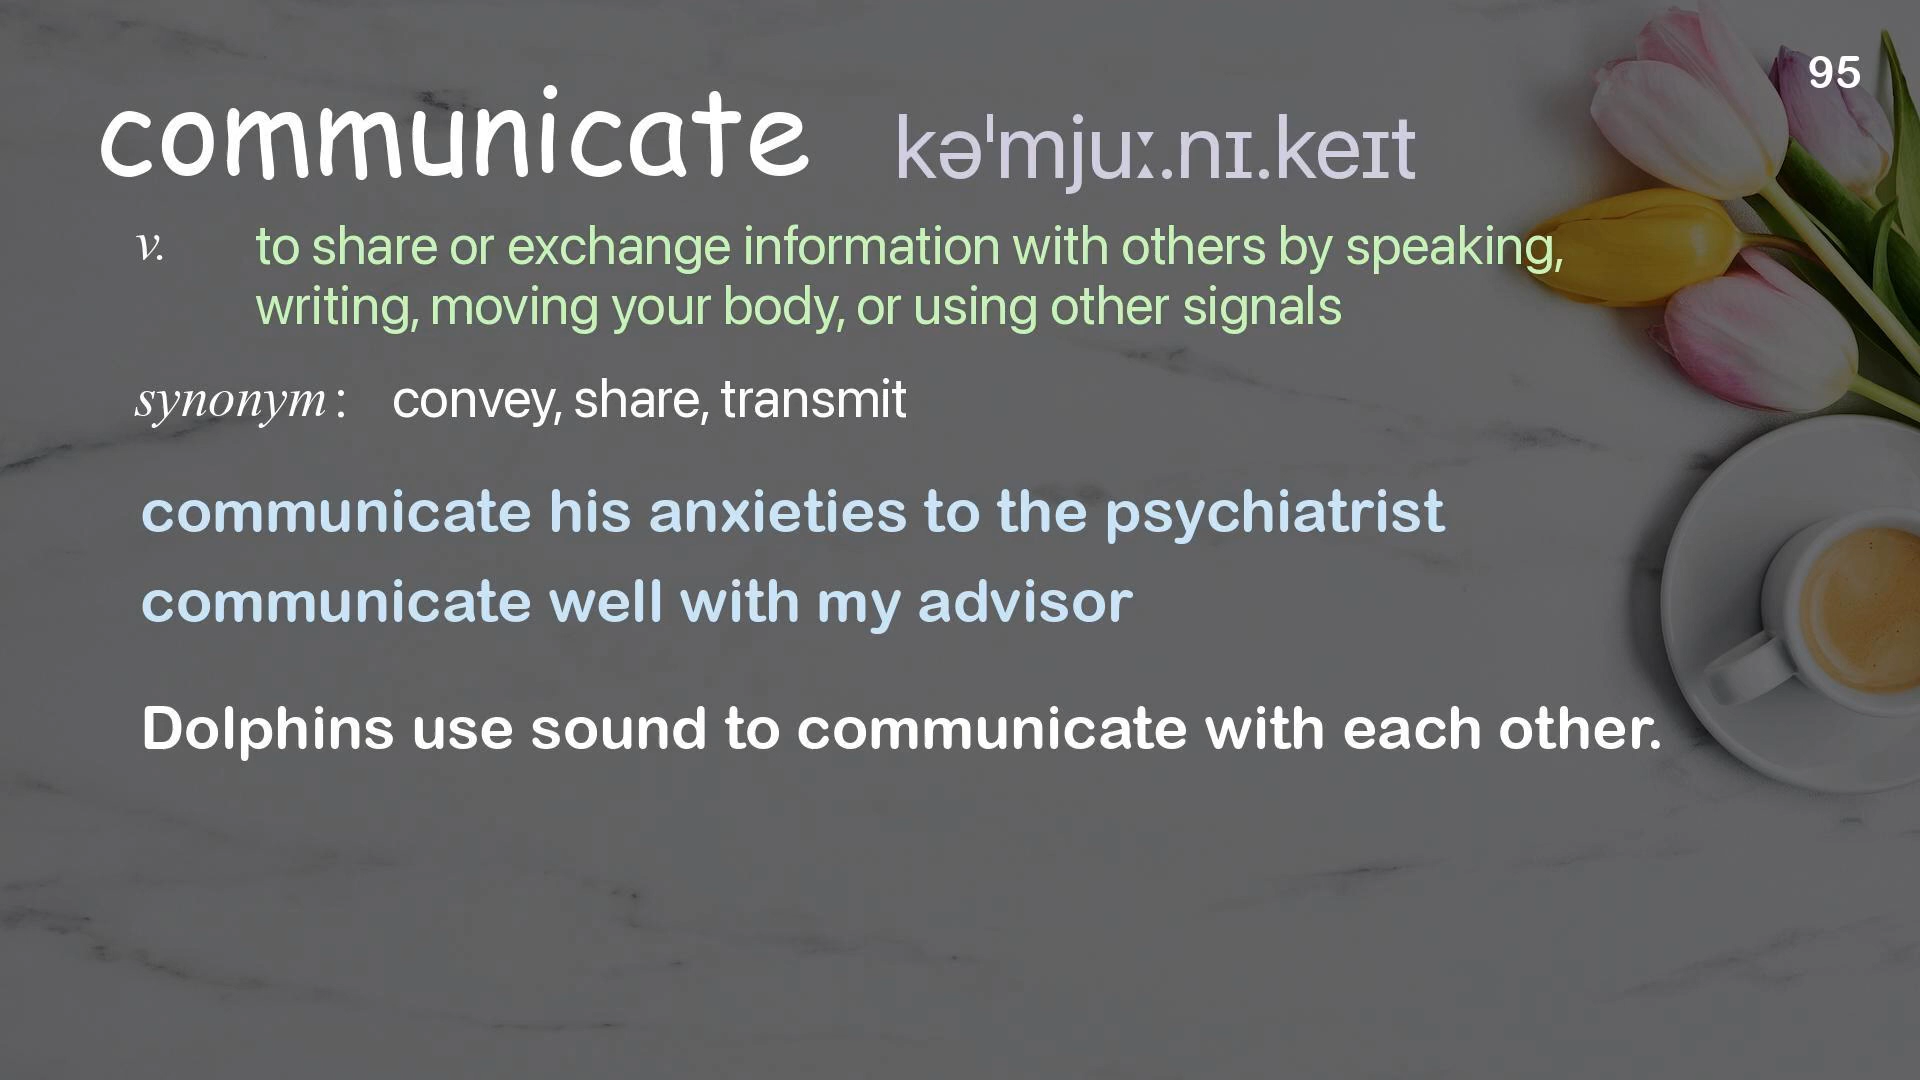 95
communicate kəˈmjuː.nɪ.keɪt
v. to share or exchange information with others by speaking,
writing, moving your body, or using other signals
synonym: convey, share, transmit
communicate his anxieties to the psychiatrist
communicate well with my advisor
Dolphins use sound to communicate with each other.